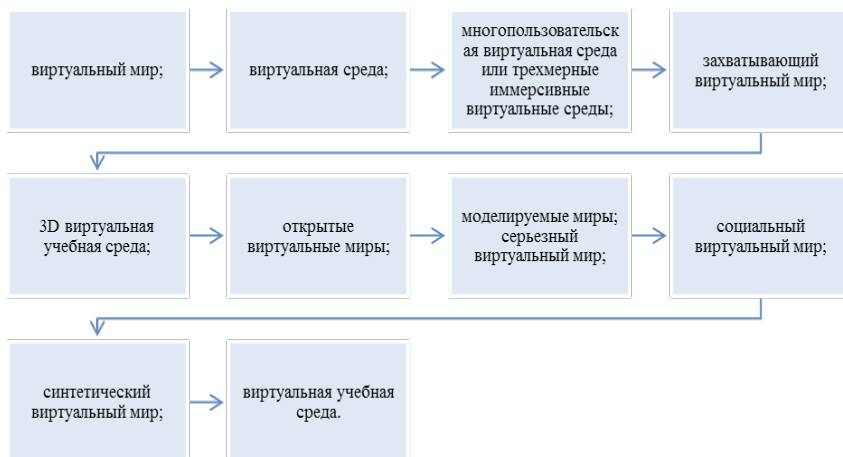 виртуальный мир;
виртуальная среда;
многопользовательск
ая виртуальная среда
или трехмерные
иммерсивные
виртуальные среды;
захватывающий
виртуальный мир;
3D виртуальная
учебная среда;
открытые
виртуальные миры;
моделируемые миры;
серьезный
виртуальный мир;
социальный
виртуальный мир;
синтетический
виртуальный мир;
виртуальная учебная
среда.